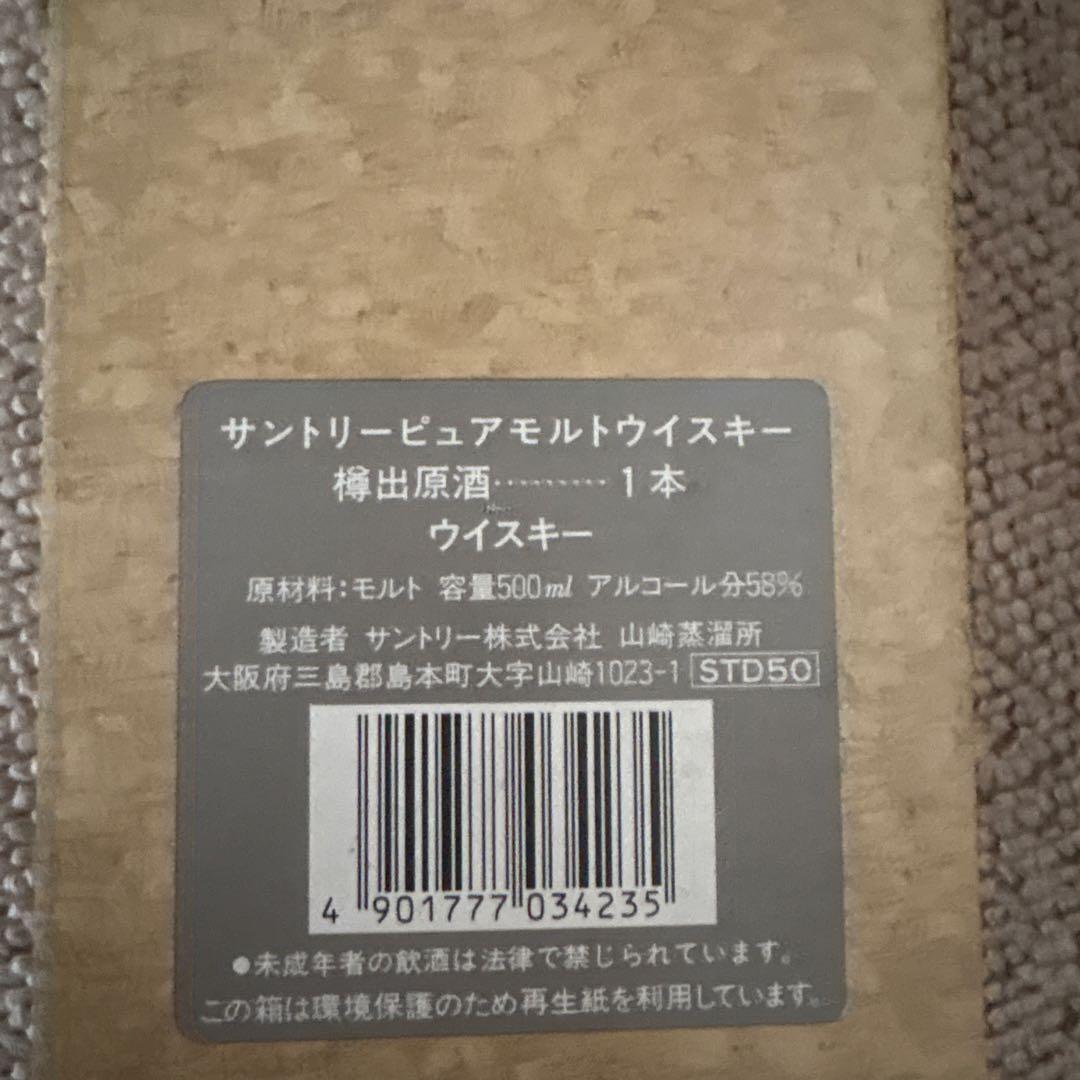 サントリーピュアモルトウイスキー
樽出原酒………1本
ウイスキー
原材料:モルト 容量500ml アルコール分58%
製造者 サントリー株式会社 山崎蒸溜所
大阪府三島郡島本町大字山崎1023-1 STD50
4 901777 034235
●未成年者の飲酒は法律で禁じられています。
この箱は環境保護のため再生紙を利用しています。